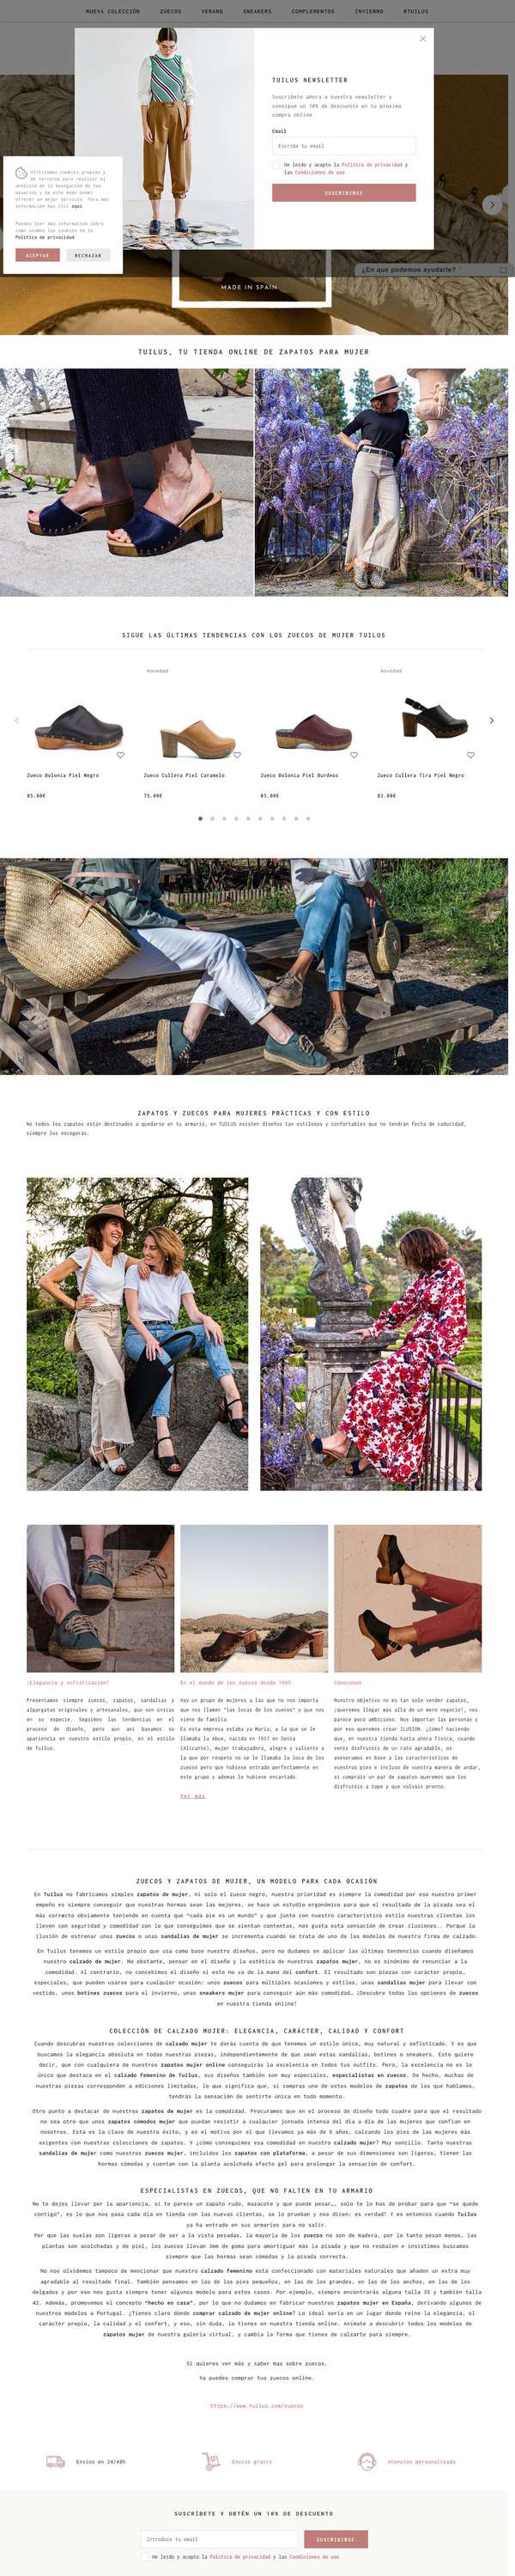 NUEVA COLECCIÓN ZUECOS VERANO SNEAKERS COMPLEMENTOS INVIERNO #TUILUS
TUILUS NEWSLETTER
Suscríbete ahora a nuestra newsletter y
consigue un 10% de descuento en tu próxima
compra online
Email
Escribe tu email
He leído y acepto la Política de privacidad y
las Condiciones de uso
SUSCRIBIRSE
Utilizamos cookies propias y
de terceros para realizar el
análisis de la navegación de los
usuarios y de este modo poder
ofrecer un mejor servicio. Para más
información haz clic aquí
Puedes leer más información sobre
como usamos las cookies en la
Política de privacidad
ACEPTAR RECHAZAR
¿En qué podemos ayudarle?
MADE IN SPAIN
TUILUS, TU TIENDA ONLINE DE ZAPATOS PARA MUJER
SIGUE LAS ÚLTIMAS TENDENCIAS CON LOS ZUECOS DE MUJER TUILUS
Novedad Novedad
Zueco Bolonia Piel Negro Zueco Cullera Piel Caramelo Zueco Bolonia Piel Burdeos Zueco Cullera Tira Piel Negro
85.00€ 75.00€ 85.00€ 83.00€
ZAPATOS Y ZUECOS PARA MUJERES PRÁCTICAS Y CON ESTILO
No todos los zapatos están destinados a quedarse en tu armario, en TUILUS existen diseños tan estilosos y confortables que no tendrán fecha de caducidad,
siempre los escogerás.
¡Elegancia y sofisticación!
Presentamos siempre zuecos, zapatos, sandalias y
alpargatas originales y artesanales, que son únicas
en su especie. Seguimos las tendencias en el
proceso de diseño, pero aun así basamos su
apariencia en nuestro estilo propio, en el estilo
de Tuilus.
En el mundo de los zuecos desde 1985.
Hay un grupo de mujeres a las que no nos importa
que nos llamen "las locas de los zuecos" y que nos
viene de familia.
En esta empresa estaba ya María, a la que se le
llamaba la Abue, nacida en 1937 en Denia
(Alicante), mujer trabajadora, alegre y valiente a
la que por respeto no se le llamaba la loca de los
zuecos pero que hubiese entrado perfectamente en
este grupo y además le hubiese encantado.
Ver más
Conocenos
Nuestro objetivo no es tan solo vender zapatos,
¡queremos llegar más allá de un mero negocio!, nos
parece poco ambicioso. Nos importan las personas y
por eso queremos crear ILUSIÓN. ¿Cómo? haciendo
que, en nuestra tienda hasta ahora física, cuando
venís disfrutéis de un rato agradable, os
asesoramos en base a las características de
vuestros pies e incluso de vuestra manera de andar,
si compráis un par de zapatos queremos que los
disfrutéis a tope y que volváis pronto.
ZUECOS Y ZAPATOS DE MUJER, UN MODELO PARA CADA OCASIÓN
En Tuilus no fabricamos simples zapatos de mujer, ni solo el zueco negro, nuestra prioridad es siempre la comodidad por eso nuestro primer
empeño es siempre conseguir que nuestras hormas sean las mejores, se hace un estudio ergonómico para que el resultado de la pisada sea el
más correcto obviamente teniendo en cuenta que "cada pie es un mundo" y que junto con nuestro característico estilo nuestras clientas los
lleven con seguridad y comodidad con lo que conseguimos que se sientan contentas, nos gusta esta sensación de crear ilusiones.. Porque la
ilusión de estrenar unos zuecos o unas sandalias de mujer se incrementa cuando se trata de uno de los modelos de nuestra firma de calzado.
En Tuilus tenemos un estilo propio que usa como base nuestro diseños, pero no dudamos en aplicar las últimas tendencias cuando diseñamos
nuestro calzado de mujer. No obstante, pensar en el diseño y la estética de nuestros zapatos mujer, no es sinónimo de renunciar a la
comodidad. Al contrario, no concebimos el diseño si este no va de la mano del confort. El resultado son piezas con carácter propio,
especiales, que pueden usarse para cualquier ocasión: unos zuecos para múltiples ocasiones y estilos, unas sandalias mujer para llevar con
vestido, unos botines zuecos para el invierno, unas sneakers mujer para conseguir aún más comodidad… ¡Descubre todas las opciones de zuecos
en nuestra tienda online!
COLECCIÓN DE CALZADO MUJER: ELEGANCIA, CARÁCTER, CALIDAD Y CONFORT
Cuando descubras nuestras colecciones de calzado mujer te darás cuenta de que tenemos un estilo único, muy natural y sofisticado. Y es que
buscamos la elegancia absoluta en todas nuestras piezas, independientemente de que sean estas sandalias, botines o sneakers. Esto quiere
decir, que con cualquiera de nuestros zapatos mujer online conseguirás la excelencia en todos tus outfits. Pero, la excelencia no es lo
único que destaca en el calzado femenino de Tuilus, sus diseños también son muy especiales, especialistas en zuecos. De hecho, muchas de
nuestras piezas corresponden a ediciones limitadas, lo que significa que, si compras uno de estos modelos de zapatos de los que hablamos,
tendrás la sensación de sentirte única en todo momento.
Otro punto a destacar de nuestros zapatos de mujer es la comodidad. Procuramos que en el proceso de diseño todo cuadre para que el resultado
no sea otro que unos zapatos cómodos mujer que puedan resistir a cualquier jornada intensa del día a día de las mujeres que confían en
nosotros. Esta es la clave de nuestro éxito, y es el motivo por el que llevamos ya más de 6 años, calzando los pies de las mujeres más
exigentes con nuestras colecciones de zapatos. Y ¿cómo conseguimos esa comodidad en nuestro calzado mujer? Muy sencillo. Tanto nuestras
sandalias de mujer como nuestros zuecos mujer, incluidos los zapatos con plataforma, a pesar de sus dimensiones son ligeros, tienen las
hormas cómodas y cuentan con la planta acolchada efecto gel para prolongar la sensación de confort.
ESPECIALISTAS EN ZUECOS, QUE NO FALTEN EN TU ARMARIO
No te dejes llevar por la apariencia, si te parece un zapato rudo, mazacote y que puede pesar…, solo te lo has de probar para que "se quede
contigo", es lo que nos pasa cada día en tienda con las nuevas clientas, se lo prueban y nos dicen: es verdad! Y es entonces cuando Tuilus
ya ha entrado en sus armarios para no salir.
Por que las suelas son ligeras a pesar de ser a la vista pesadas, la mayoría de los zuecos no son de madera, por lo tanto pesan menos, las
plantas son acolchadas y de piel, los zuecos llevan 3mm de goma para amortiguar más la pisada y que no resbalen e insistimos buscamos
siempre que las hormas sean cómodas y la pisada correcta.
No nos olvidemos tampoco de mencionar que nuestro calzado femenino está confeccionado con materiales naturales que añaden un extra muy
agradable al resultado final. También pensamos en las de los pies pequeños, en las de los grandes, en las de los anchos, en las de los
delgados y por eso nos gusta siempre tener algunos modelo para estos casos. Por ejemplo, siempre encontrarás alguna talla 35 y también talla
42. Además, promovemos el concepto "hecho en casa", por lo que no dudamos en fabricar nuestros zapatos mujer en España, derivando algunos de
nuestros modelos a Portugal. ¿Tienes claro dónde comprar calzado de mujer online? Lo ideal sería en un lugar donde reine la elegancia, el
carácter propio, la calidad y el confort, y eso, sin duda, lo tienes en nuestra tienda online. Anímate a descubrir todos los modelos de
zapatos mujer de nuestra galería virtual, y cambia la forma que tienes de calzarte para siempre.
Si quieres ver más y saber mas sobre zuecos.
Ya puedes comprar tus zuecos online.
https://www.tuilus.com/zuecos
Envíos en 24/48h Envíos gratis Atención personalizada
SUSCRÍBETE Y OBTÉN UN 10% DE DESCUENTO
Introduce tu email SUSCRIBIRSE
He leído y acepto la Política de privacidad y las Condiciones de uso